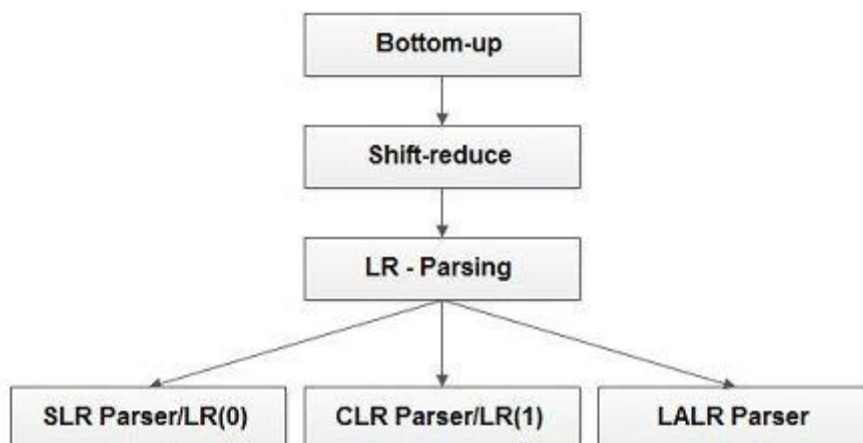 Bottom-up
Shift-reduce
LR - Parsing
SLR Parser/LR(0)
CLR Parser/LR(1)
LALR Parser